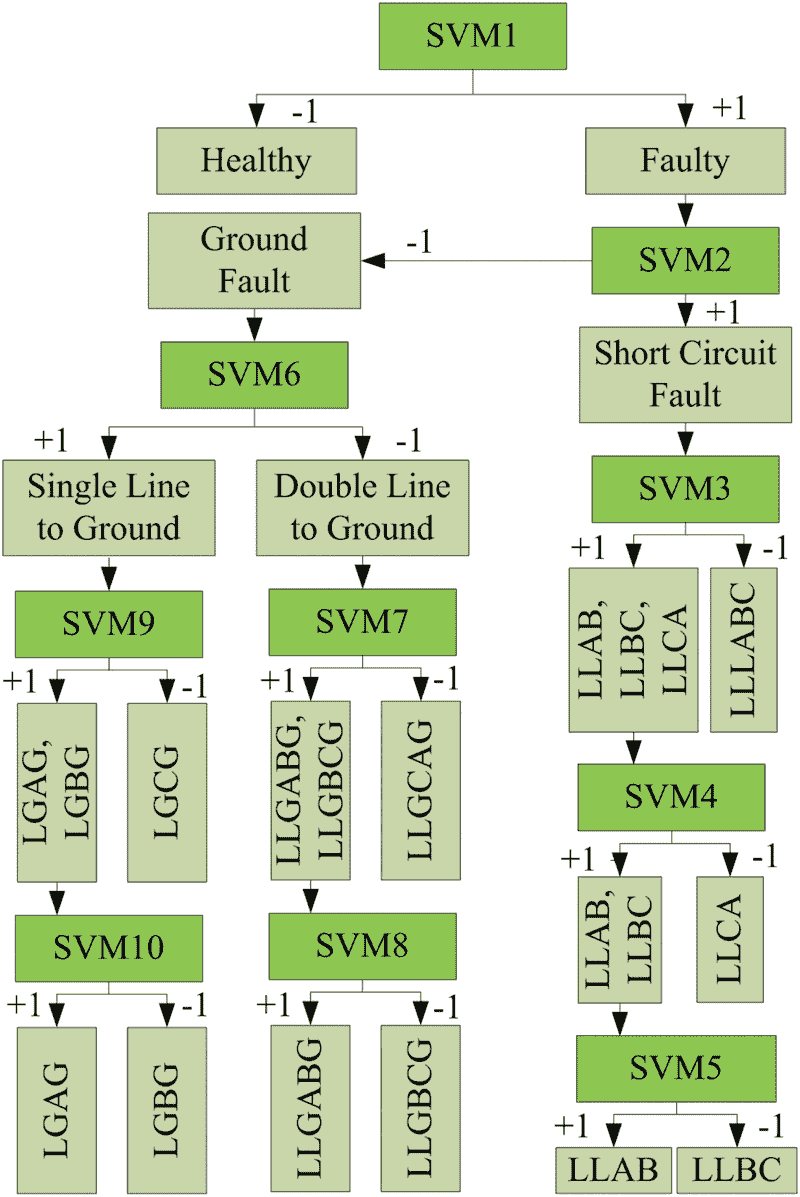 SVM1
-1
+1
Healthy
Faulty
Ground
Fault
-1
SVM2
+1
Short Circuit
Fault
SVM6
+1
-1
Single Line
to Ground
Double Line
to Ground
SVM3
+1
-1
LLAB,
LLBC,
LLCA
LLLABC
SVM9
SVM7
+1
-1
+1
-1
LGAG,
LGBG
LGCG
LLGABG,
LLGBCG
LLGCAG
SVM4
+1
-1
LLAB,
LLBC
LLCA
SVM10
SVM8
+1
-1
+1
-1
LGAG
LGBG
LLGABG
LLGBCG
SVM5
+1
-1
LLAB
LLBC